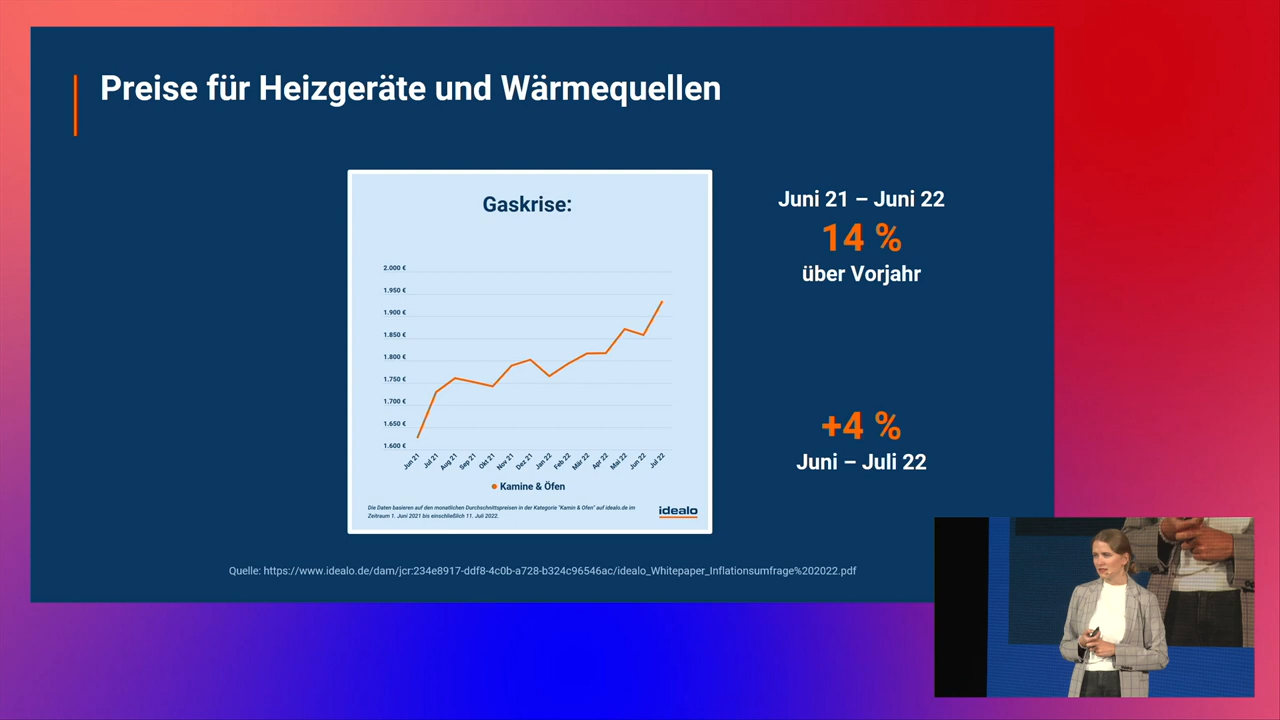 Preise für Heizgeräte und Wärmequellen
Gaskrise:
2.000 €
1.950 €
1.900 €
1.850 €
1.800 €
1.750 €
1.700 €
1.650 €
1.600 €
Jun 21
Jul 21
Aug 21
Sep 21
Okt 21
Nov 21
Dez 21
Jan 22
Feb 22
Mär 22
Apr 22
Mai 22
Jun 22
Jul 22
Kamine & Öfen
Die Daten basieren auf den monatlichen Durchschnittspreisen in der Kategorie "Kamin & Öfen" auf idealo.de im
Zeitraum 1. Juni 2021 bis einschließlich 11. Juli 2022.
idealo
Juni 21 – Juni 22
14 %
über Vorjahr
+4 %
Juni – Juli 22
Quelle: https://www.idealo.de/dam/jcr:234e8917-ddf8-4c0b-a728-b324c96546ac/idealo_Whitepaper_Inflationsumfrage%202022.pdf